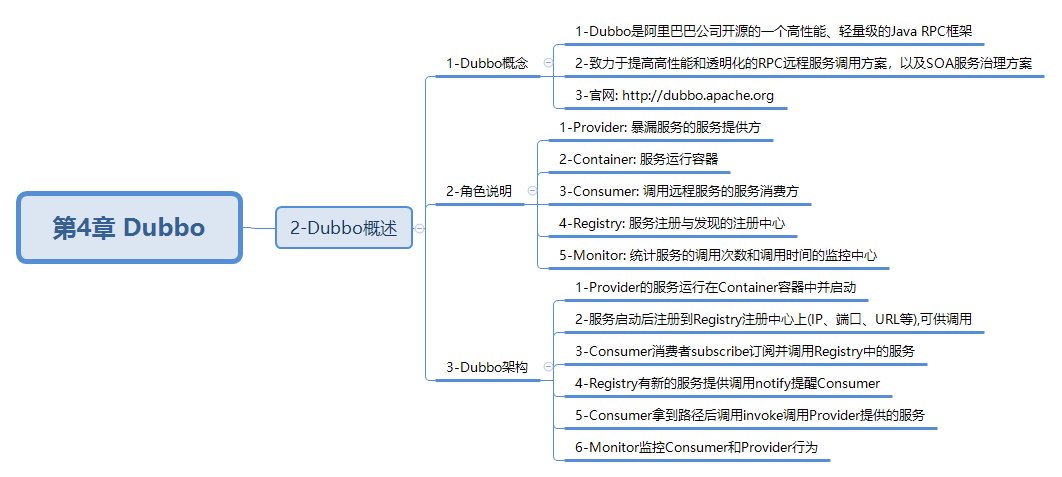 第4章 Dubbo
2-Dubbo概述
1-Dubbo概念
1-Dubbo是阿里巴巴公司开源的一个高性能、轻量级的Java RPC框架
2-致力于提高高性能和透明化的RPC远程服务调用方案，以及SOA服务治理方案
3-官网: http://dubbo.apache.org
2-角色说明
1-Provider: 暴漏服务的服务提供方
2-Container: 服务运行容器
3-Consumer: 调用远程服务的服务消费方
4-Registry: 服务注册与发现的注册中心
5-Monitor: 统计服务的调用次数和调用时间的监控中心
3-Dubbo架构
1-Provider的服务运行在Container容器中并启动
2-服务启动后注册到Registry注册中心上(IP、端口、URL等),可供调用
3-Consumer消费者subscribe订阅并调用Registry中的服务
4-Registry有新的服务提供调用notify提醒Consumer
5-Consumer拿到路径后调用invoke调用Provider提供的服务
6-Monitor监控Consumer和Provider行为